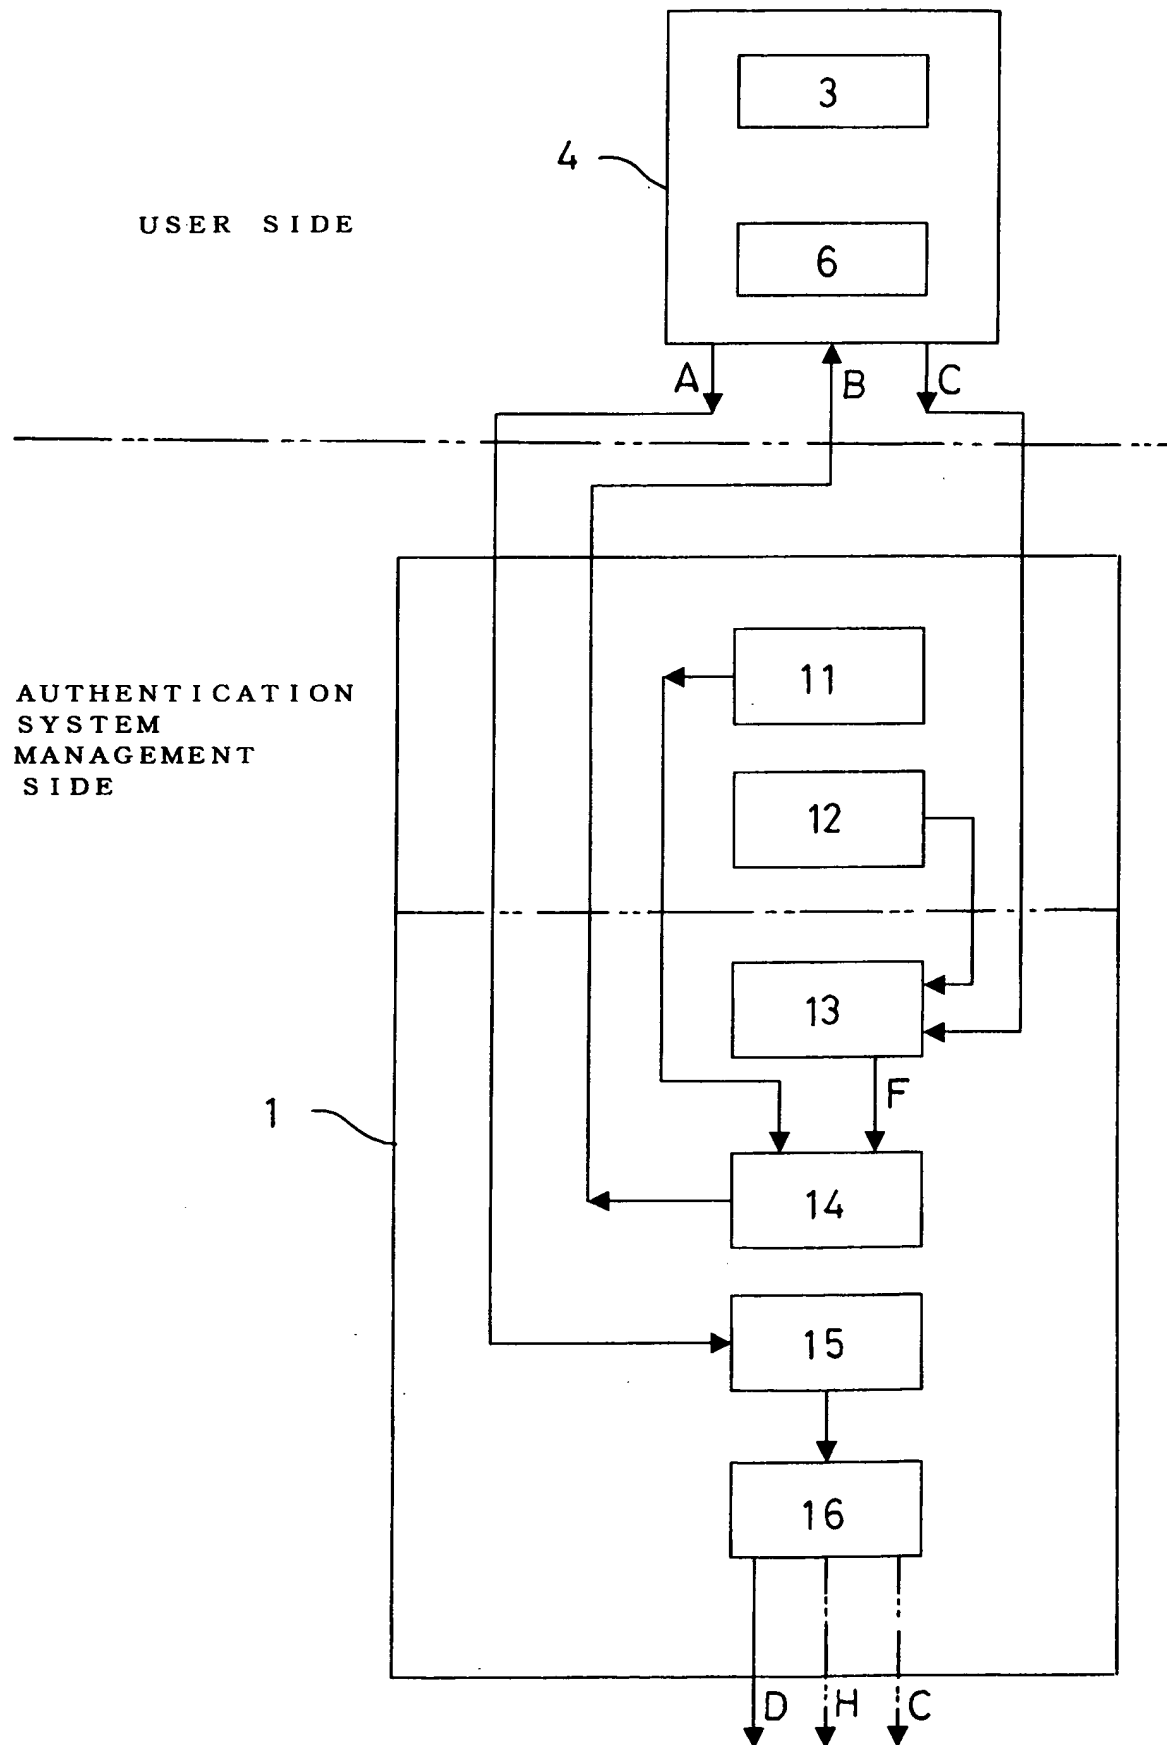 3
4
USER SIDE
6
A
B
C
11
AUTHENTICATION
SYSTEM
MANAGEMENT
SIDE
12
13
F
1
14
15
16
D
H
C